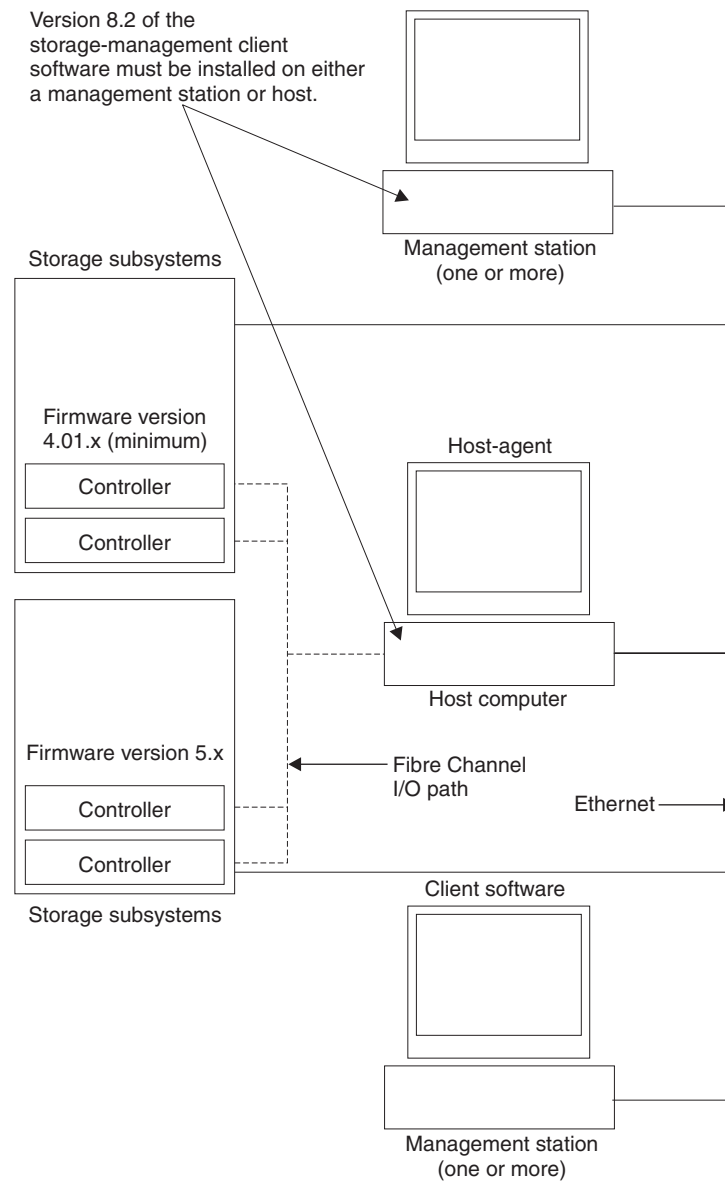 Version 8.2 of the
storage-management client
software must be installed on either
a management station or host.
Management station
(one or more)
Storage subsystems
Firmware version
4.01.x (minimum)
Controller
Controller
Host-agent
Host computer
Firmware version 5.x
Controller
Controller
Storage subsystems
Fibre Channel
I/O path
Ethernet
Client software
Management station
(one or more)